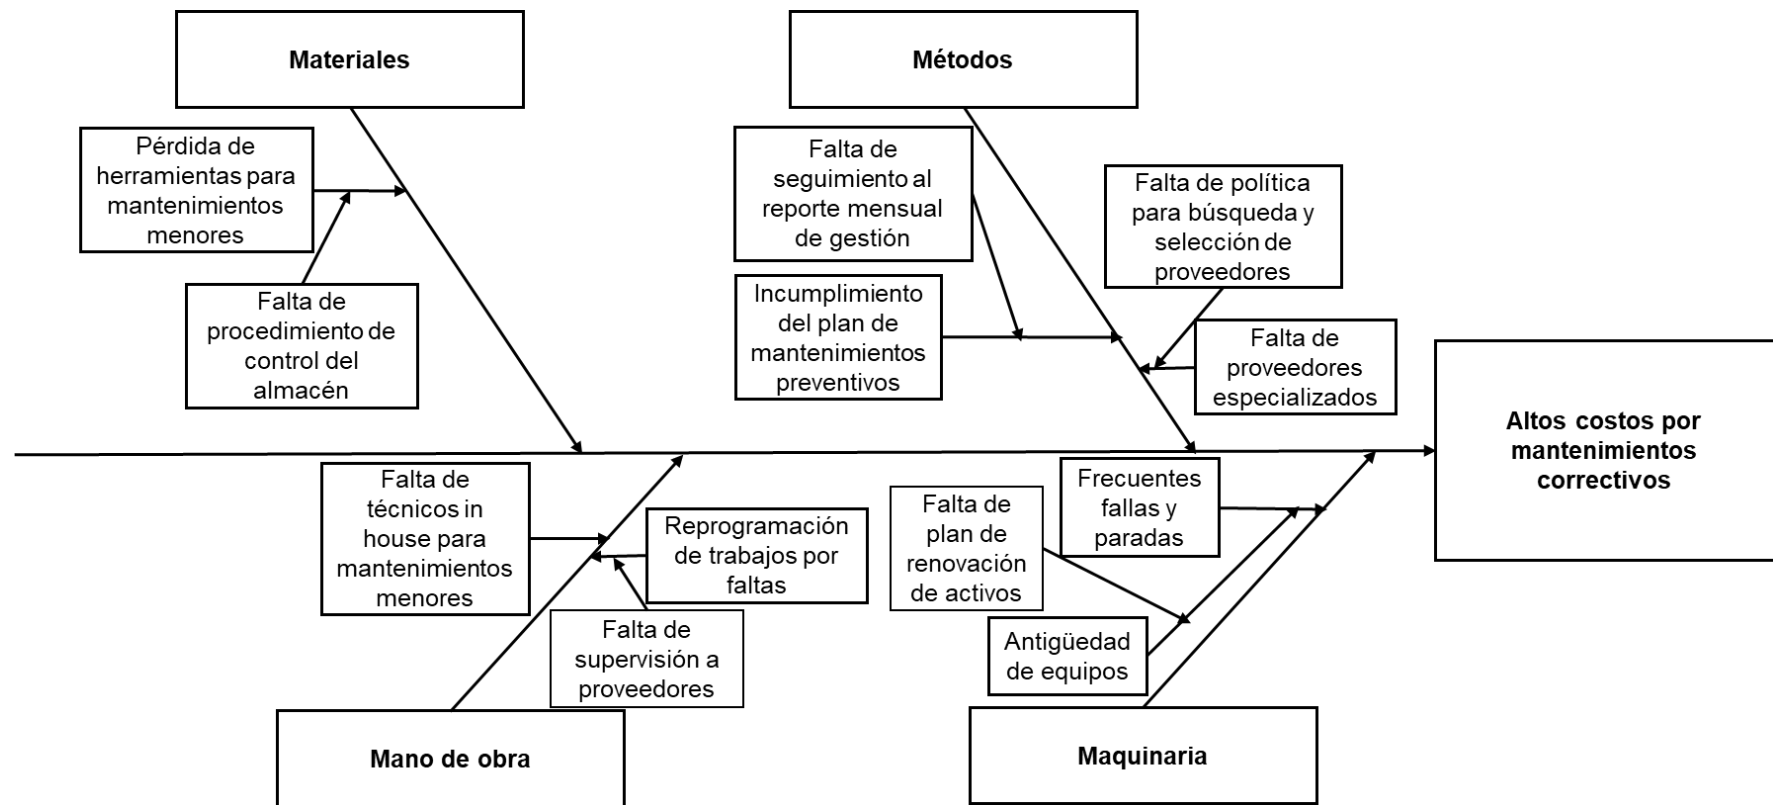 Materiales
Métodos
Pérdida de
herramientas para
mantenimientos
menores
Falta de
procedimiento de
control del
almacén
Falta de
seguimiento al
reporte mensual
de gestión
Incumplimiento
del plan de
mantenimientos
preventivos
Falta de política
para búsqueda y
selección de
proveedores
Falta de
proveedores
especializados
Altos costos por
mantenimientos
correctivos
Falta de
técnicos in
house para
mantenimientos
menores
Reprogramación
de trabajos por
faltas
Falta de
supervisión a
proveedores
Falta de
plan de
renovación
de activos
Frecuentes
fallas y
paradas
Antigüedad
de equipos
Mano de obra
Maquinaria